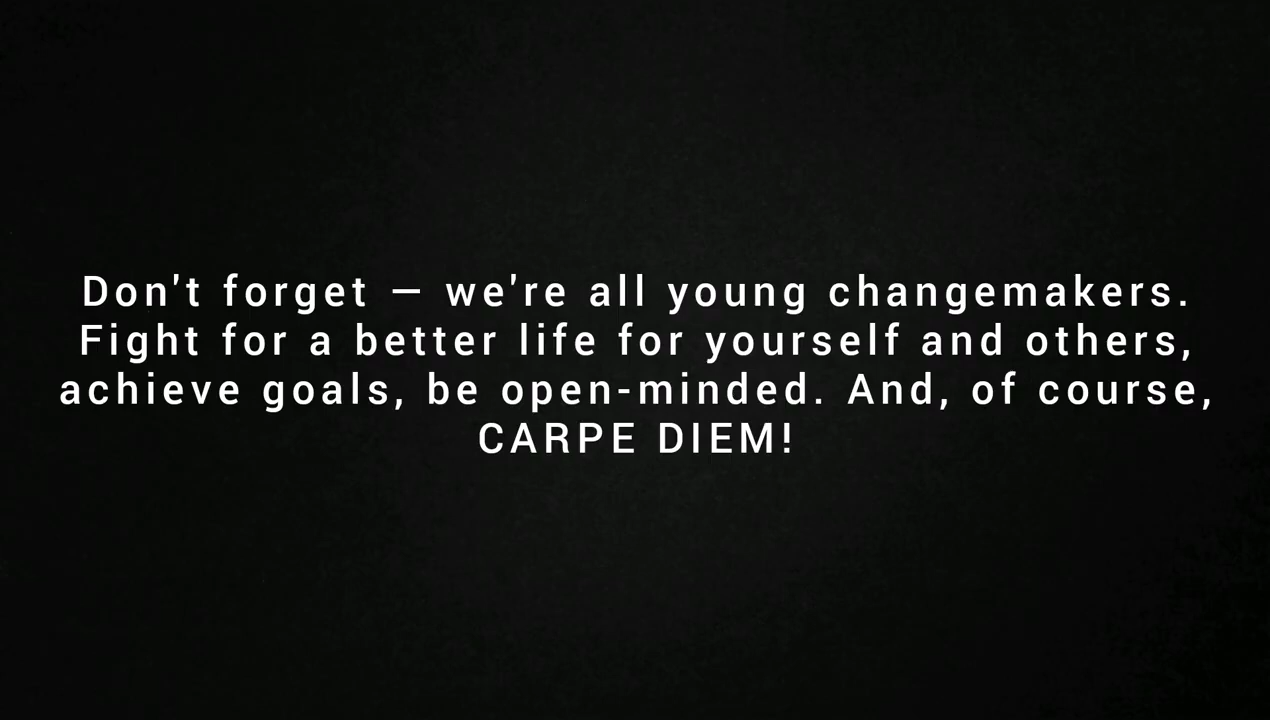 Don't forget — we're all young changemakers.
Fight for a better life for yourself and others,
achieve goals, be open-minded. And, of course,
CARPE DIEM!